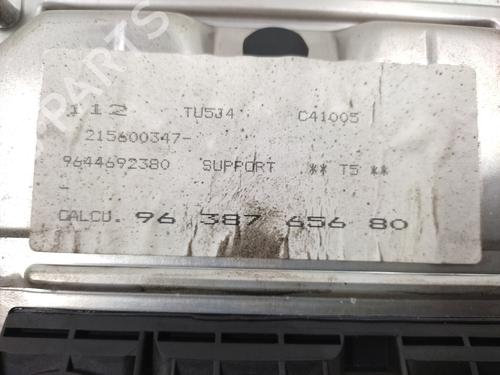 112 TU5J4 C41005
215600347-
9644692380 SUPPORT ** T5 **
-
CALCU. 96 387 656 80